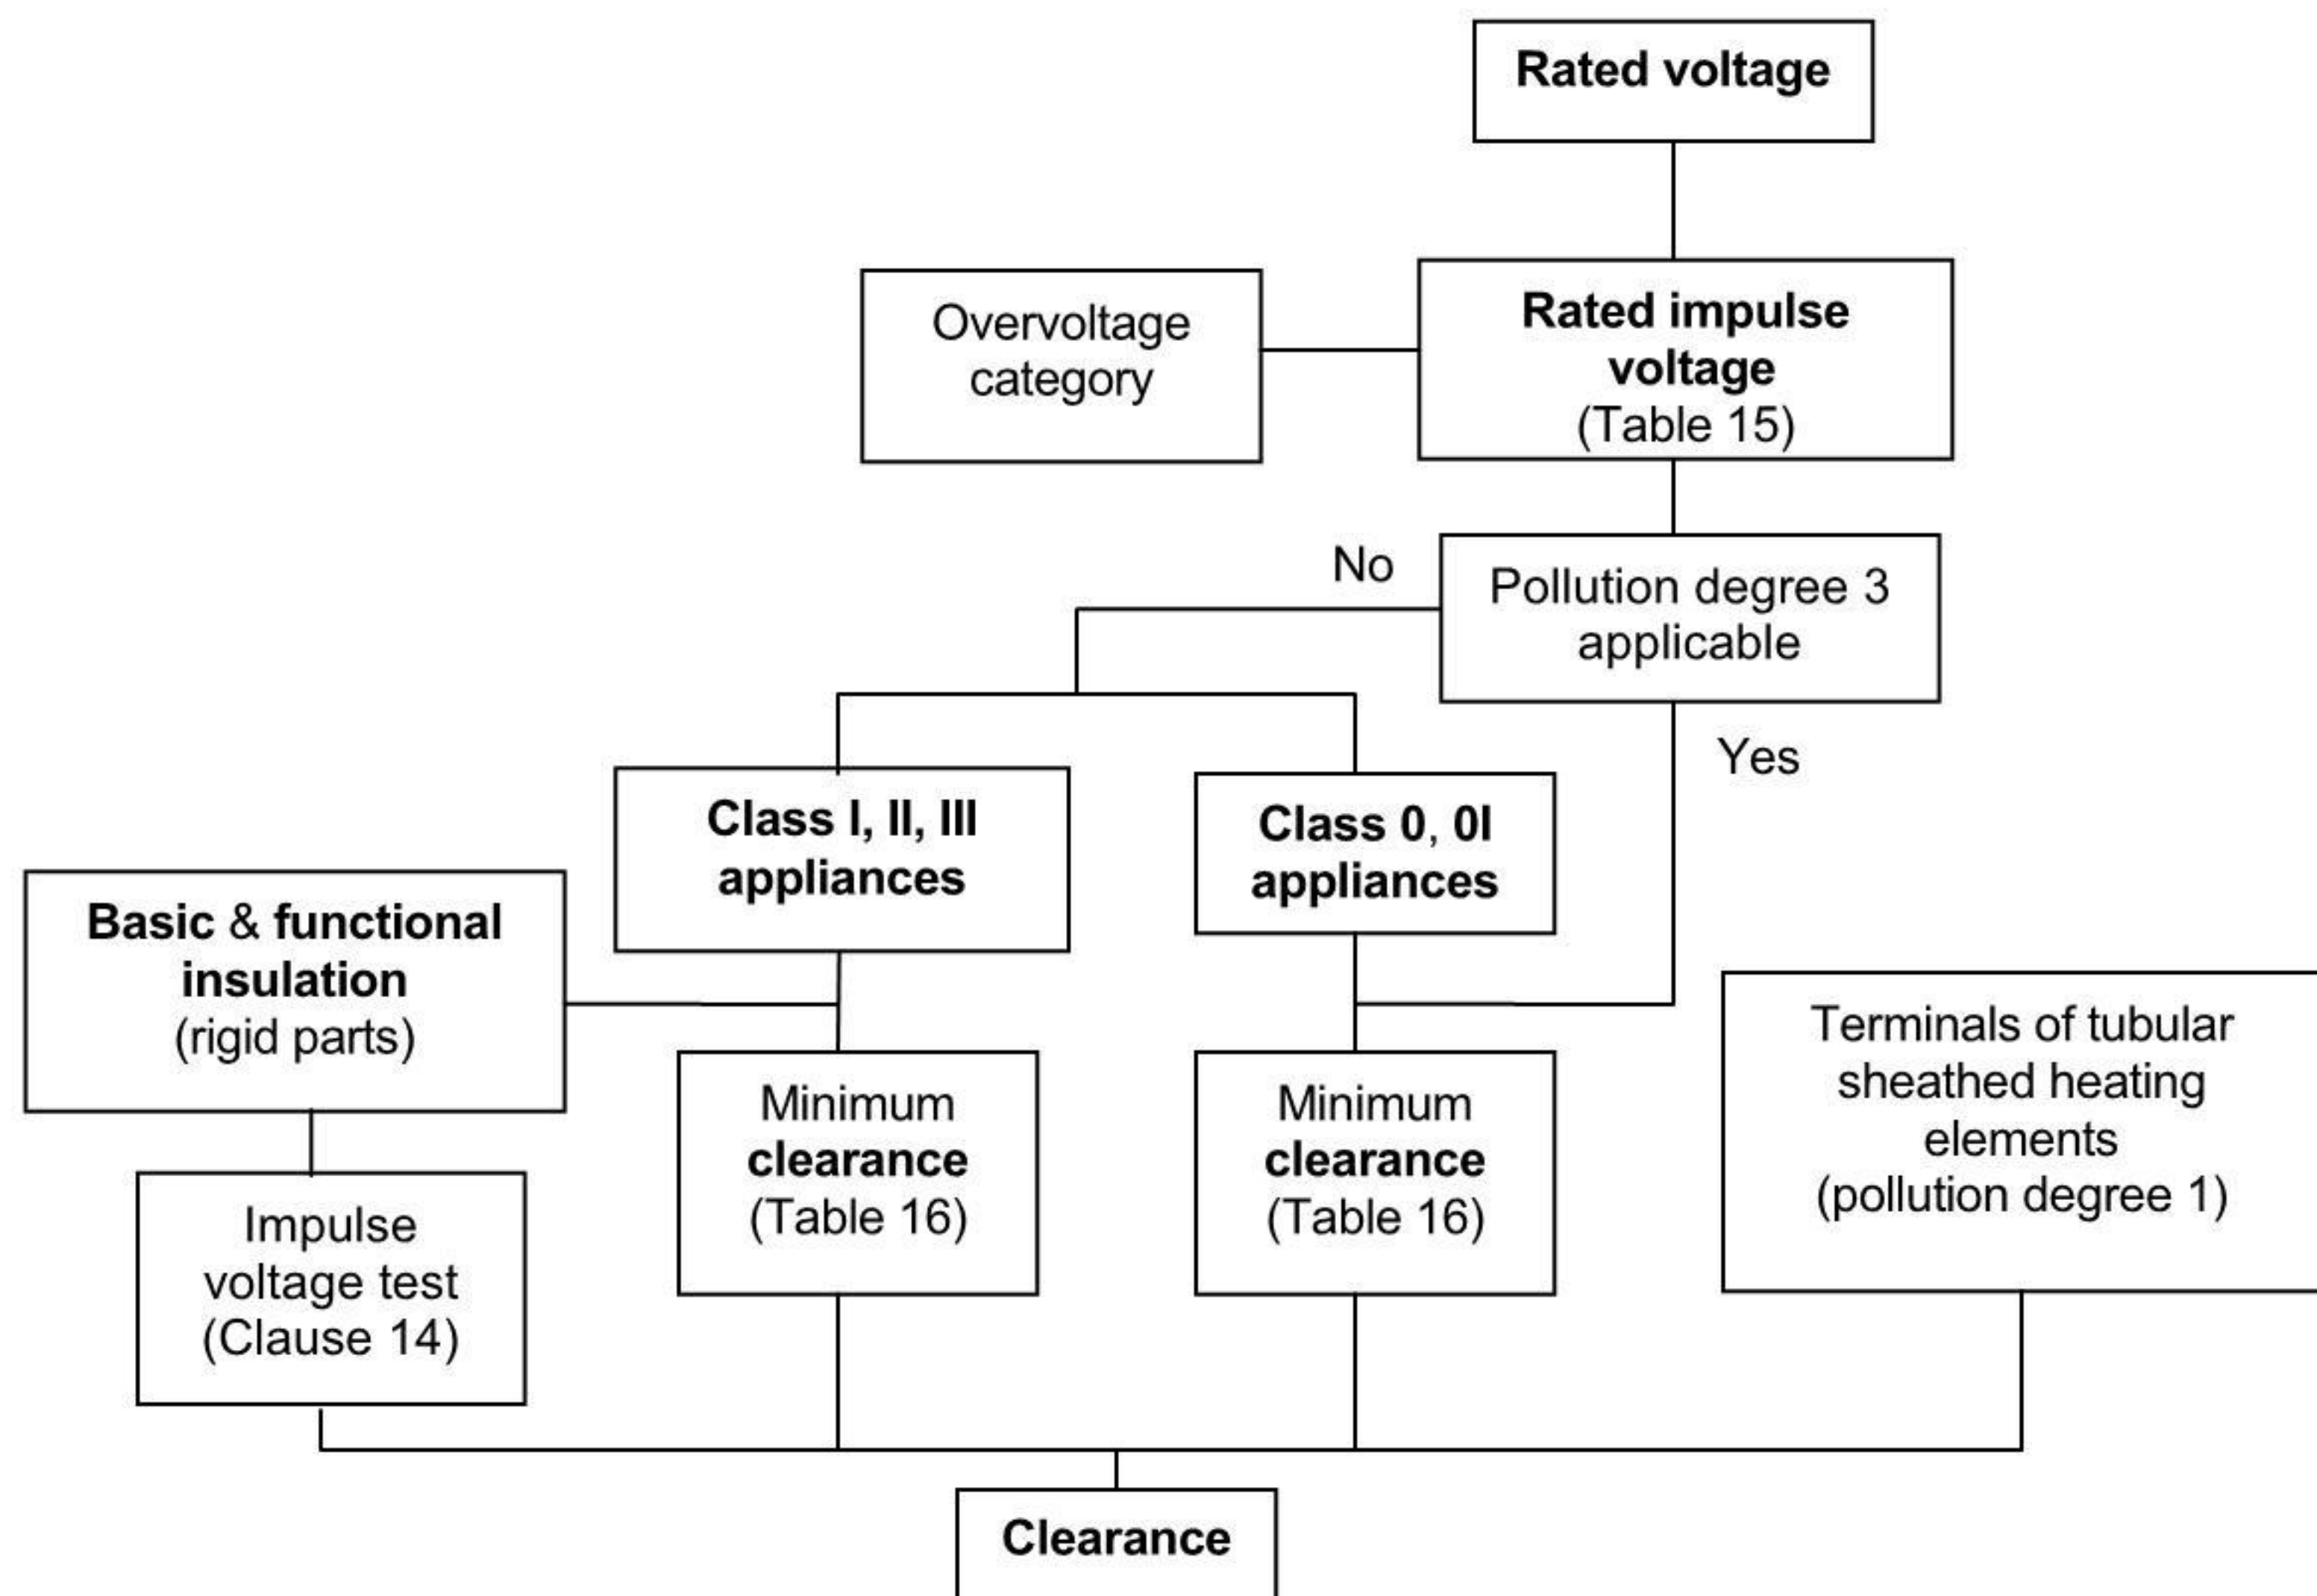 Rated voltage
Overvoltage
category
Rated impulse
voltage
(Table 15)
No
Pollution degree 3
applicable
Yes
Class I, II, III
appliances
Class 0, 0I
appliances
Basic & functional
insulation
(rigid parts)
Terminals of tubular
sheathed heating
elements
(pollution degree 1)
Minimum
clearance
(Table 16)
Minimum
clearance
(Table 16)
Impulse
voltage test
(Clause 14)
Clearance